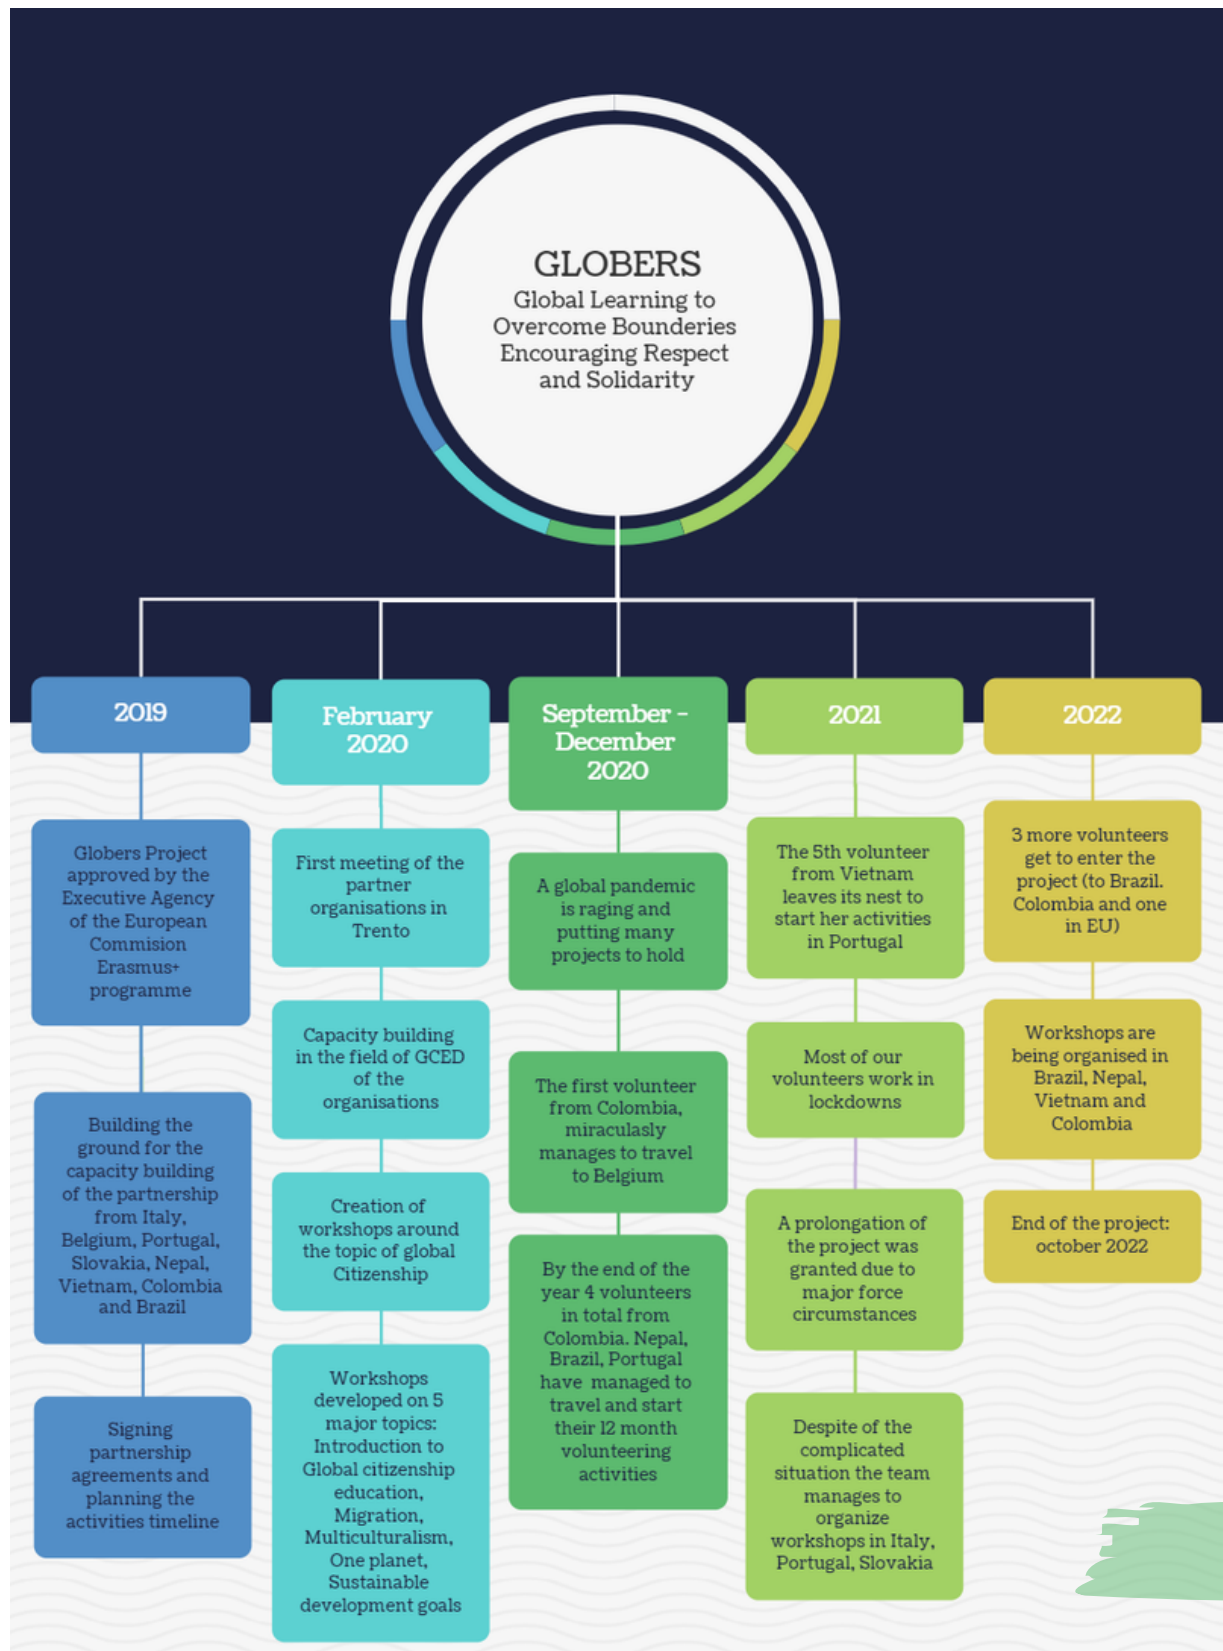 GLOBERS
Global Learning to
Overcome Bounderies
Encouraging Respect
and Solidarity
2019
Globers Project
approved by the
Executive Agency
of the European
Commision
Erasmus+
programme
Building the
ground for the
capacity building
of the partnership
from Italy,
Belgium, Portugal,
Slovakia, Nepal,
Vietnam, Colombia
and Brazil
Signing
partnership
agreements and
planning the
activities timeline
February
2020
First meeting of the
partner
organisations in
Trento
Capacity building
in the field of GCED
of the
organisations
Creation of
workshops around
the topic of global
Citizenship
Workshops
developed on 5
major topics:
Introduction to
Global citizenship
education,
Migration,
Multiculturalism,
One planet,
Sustainable
development goals
September -
December
2020
A global pandemic
is raging and
putting many
projects to hold
The first volunteer
from Colombia,
miraculasly
manages to travel
to Belgium
By the end of the
year 4 volunteers
in total from
Colombia. Nepal,
Brazil, Portugal
have managed to
travel and start
their 12 month
volunteering
activities
2021
The 5th volunteer
from Vietnam
leaves its nest to
start her activities
in Portugal
Most of our
volunteers work in
lockdowns
A prolongation of
the project was
granted due to
major force
circumstances
Despite of the
complicated
situation the team
manages to
organize
workshops in Italy,
Portugal, Slovakia
2022
3 more volunteers
get to enter the
project (to Brazil.
Colombia and one
in EU)
Workshops are
being organised in
Brazil, Nepal,
Vietnam and
Colombia
End of the project:
october 2022